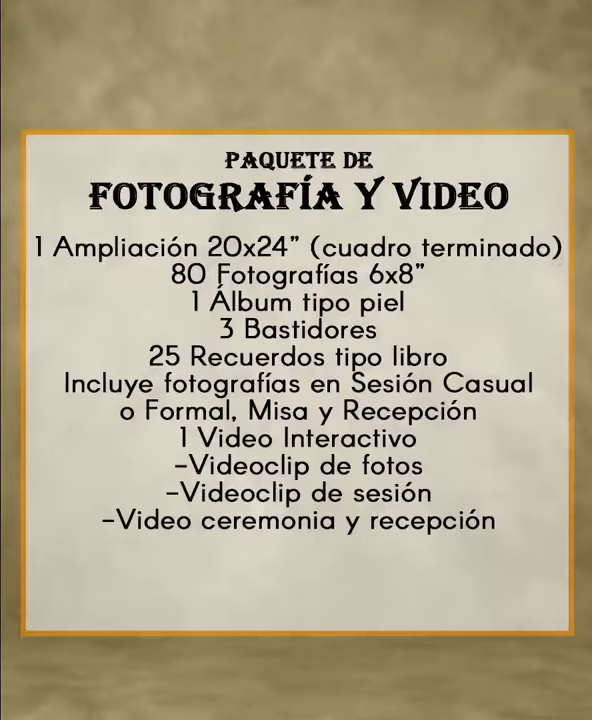 PAQUETE DE
FOTOGRAFÍA Y VIDEO
1 Ampliación 20x24” (cuadro terminado)
80 Fotografías 6x8”
1 Álbum tipo piel
3 Bastidores
25 Recuerdos tipo libro
Incluye fotografías en Sesión Casual
o Formal, Misa y Recepción
1 Video Interactivo
-Videoclip de fotos
-Videoclip de sesión
-Video ceremonia y recepción